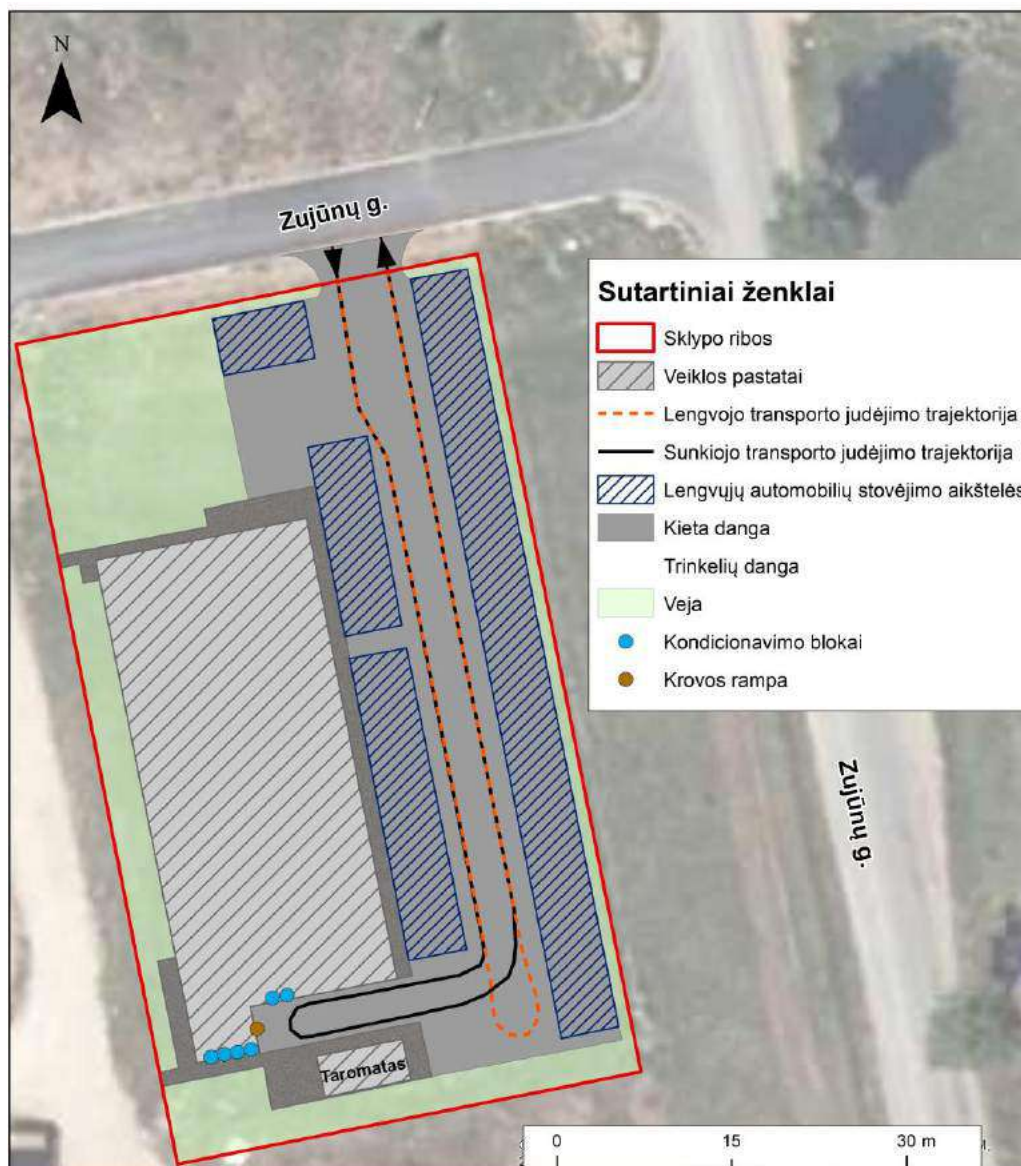 N
Zujūnų g.
Sutartiniai ženklai
Sklypo ribos
Veiklos pastatai
Lengvojo transporto judėjimo trajektorija
Sunkiojo transporto judėjimo trajektorija
Lengvųjų automobilių stovėjimo aikštelės
Kieta danga
Trinkelių danga
Veja
Kondicionavimo blokai
Krovos rampa
Zujūnų g.
Taromatas
0 15 30 m